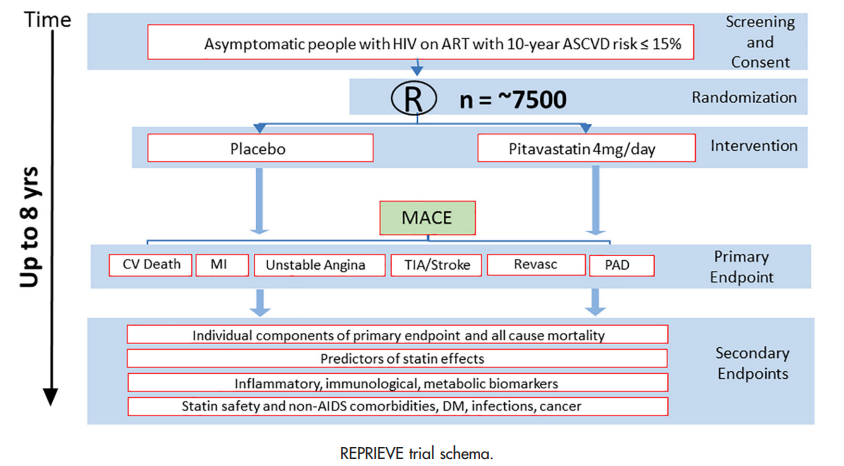 Time
Screening
and
Consent
Asymptomatic people with HIV on ART with 10-year ASCVD risk ≤ 15%
R n = ~7500
Randomization
Placebo
Pitavastatin 4mg/day
Intervention
Up to 8 yrs
MACE
CV Death
MI
Unstable Angina
TIA/Stroke
Revasc
PAD
Primary
Endpoint
Individual components of primary endpoint and all cause mortality
Predictors of statin effects
Inflammatory, immunological, metabolic biomarkers
Statin safety and non-AIDS comorbidities, DM, infections, cancer
Secondary
Endpoints
REPRIEVE trial schema.